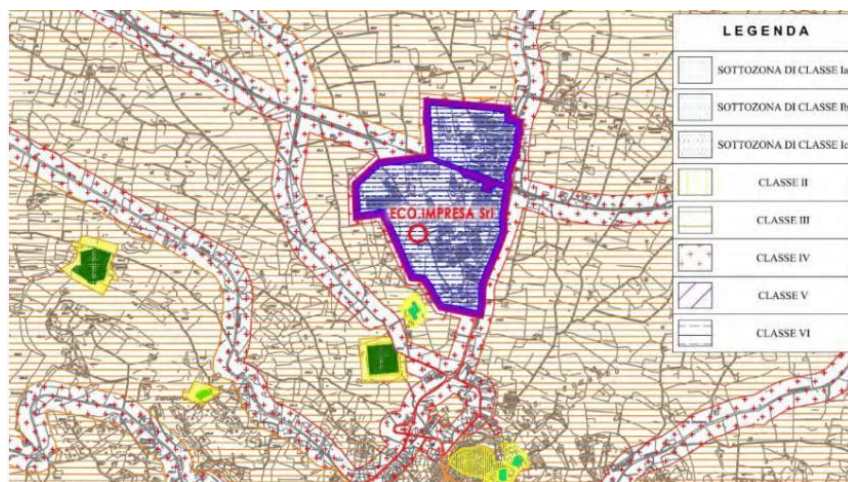 LEGENDA
SOTTOZONA DI CLASSE Ia
SOTTOZONA DI CLASSE Ib
SOTTOZONA DI CLASSE Ic
CLASSE II
CLASSE III
CLASSE IV
CLASSE V
CLASSE VI
ECO.IMPRESA Srl